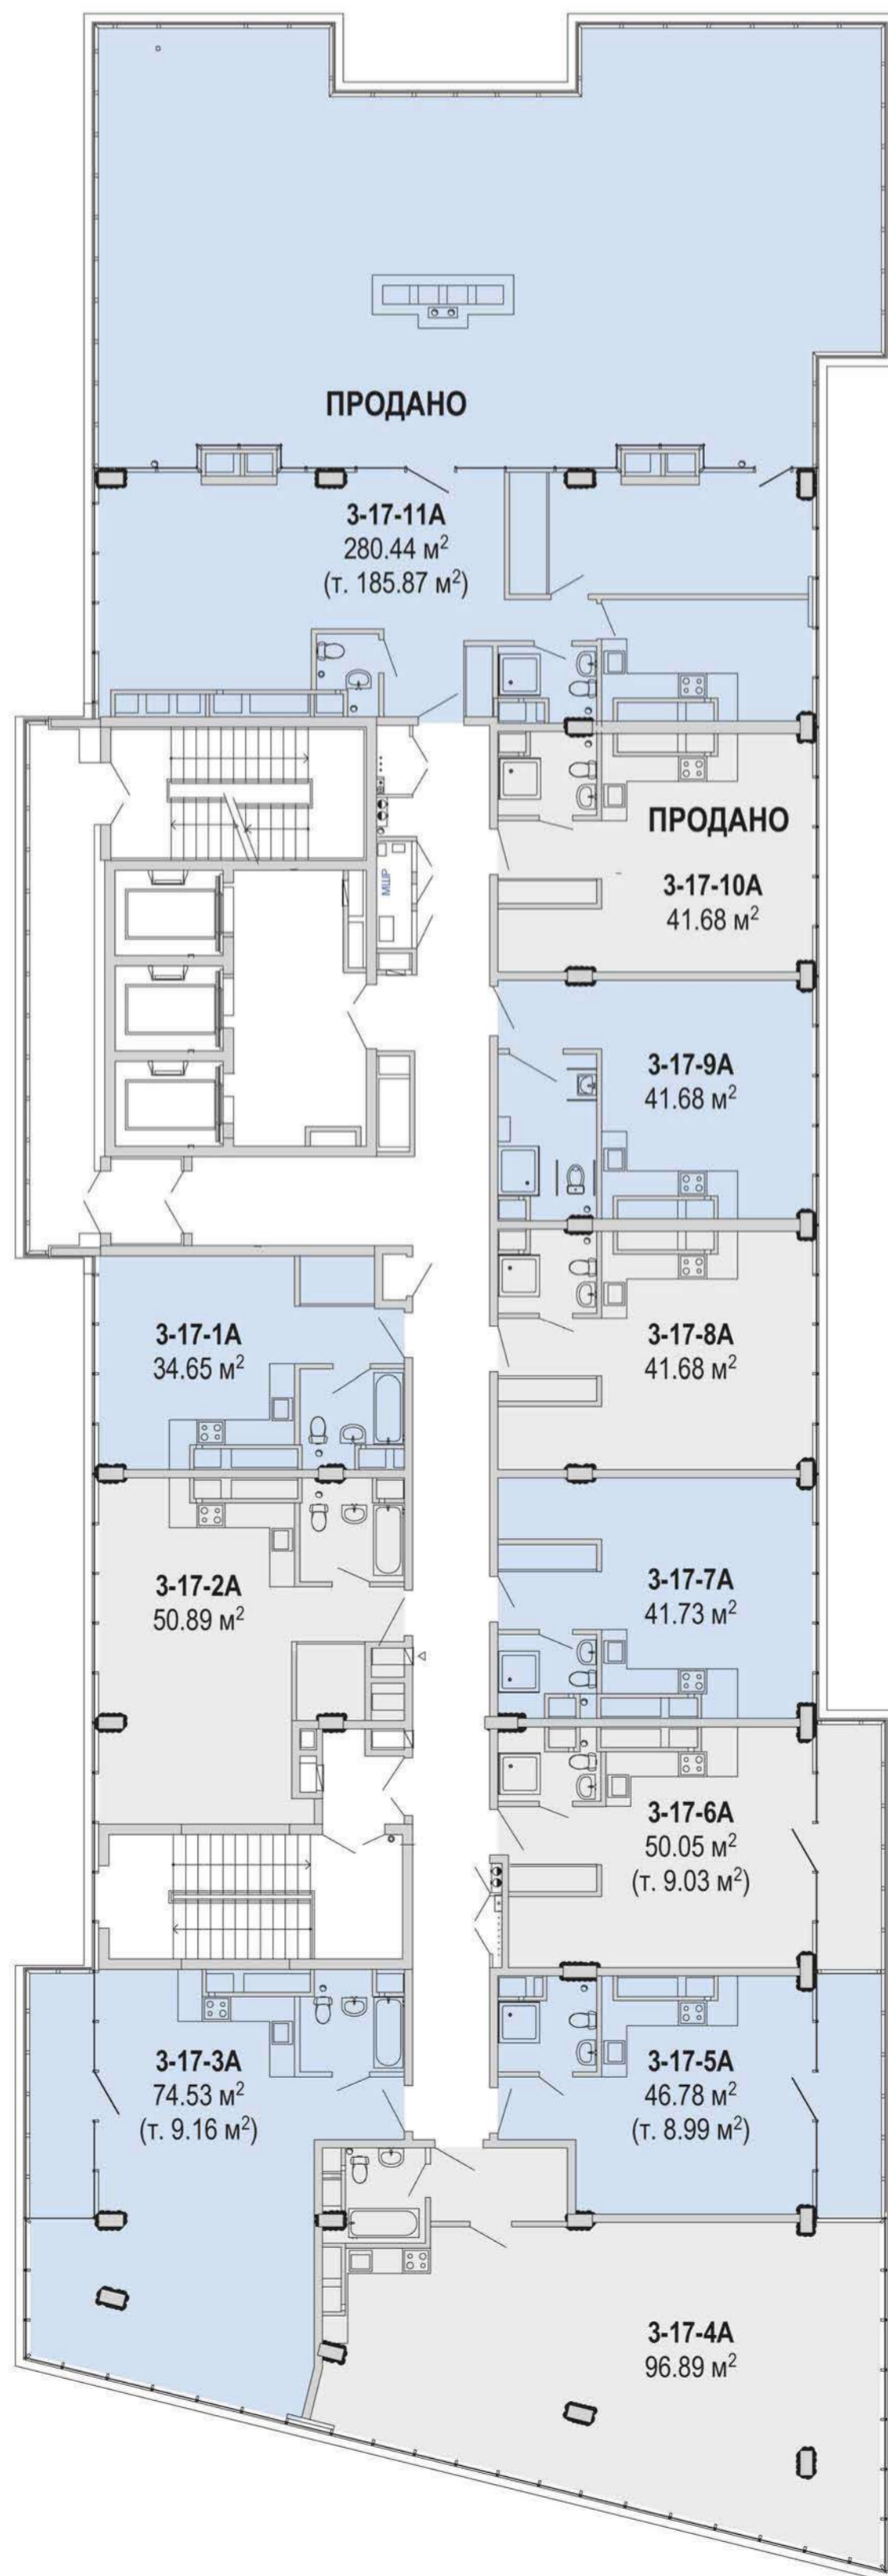 ПРОДАНО
3-17-11А
280.44 м²
(т. 185.87 м²)
ПРОДАНО
3-17-10А
41.68 м²
МШР
3-17-9А
41.68 м²
3-17-1А
34.65 м²
3-17-8А
41.68 м²
3-17-2А
50.89 м²
3-17-7А
41.73 м²
3-17-6А
50.05 м²
(т. 9.03 м²)
3-17-3А
74.53 м²
(т. 9.16 м²)
3-17-5А
46.78 м²
(т. 8.99 м²)
3-17-4А
96.89 м²